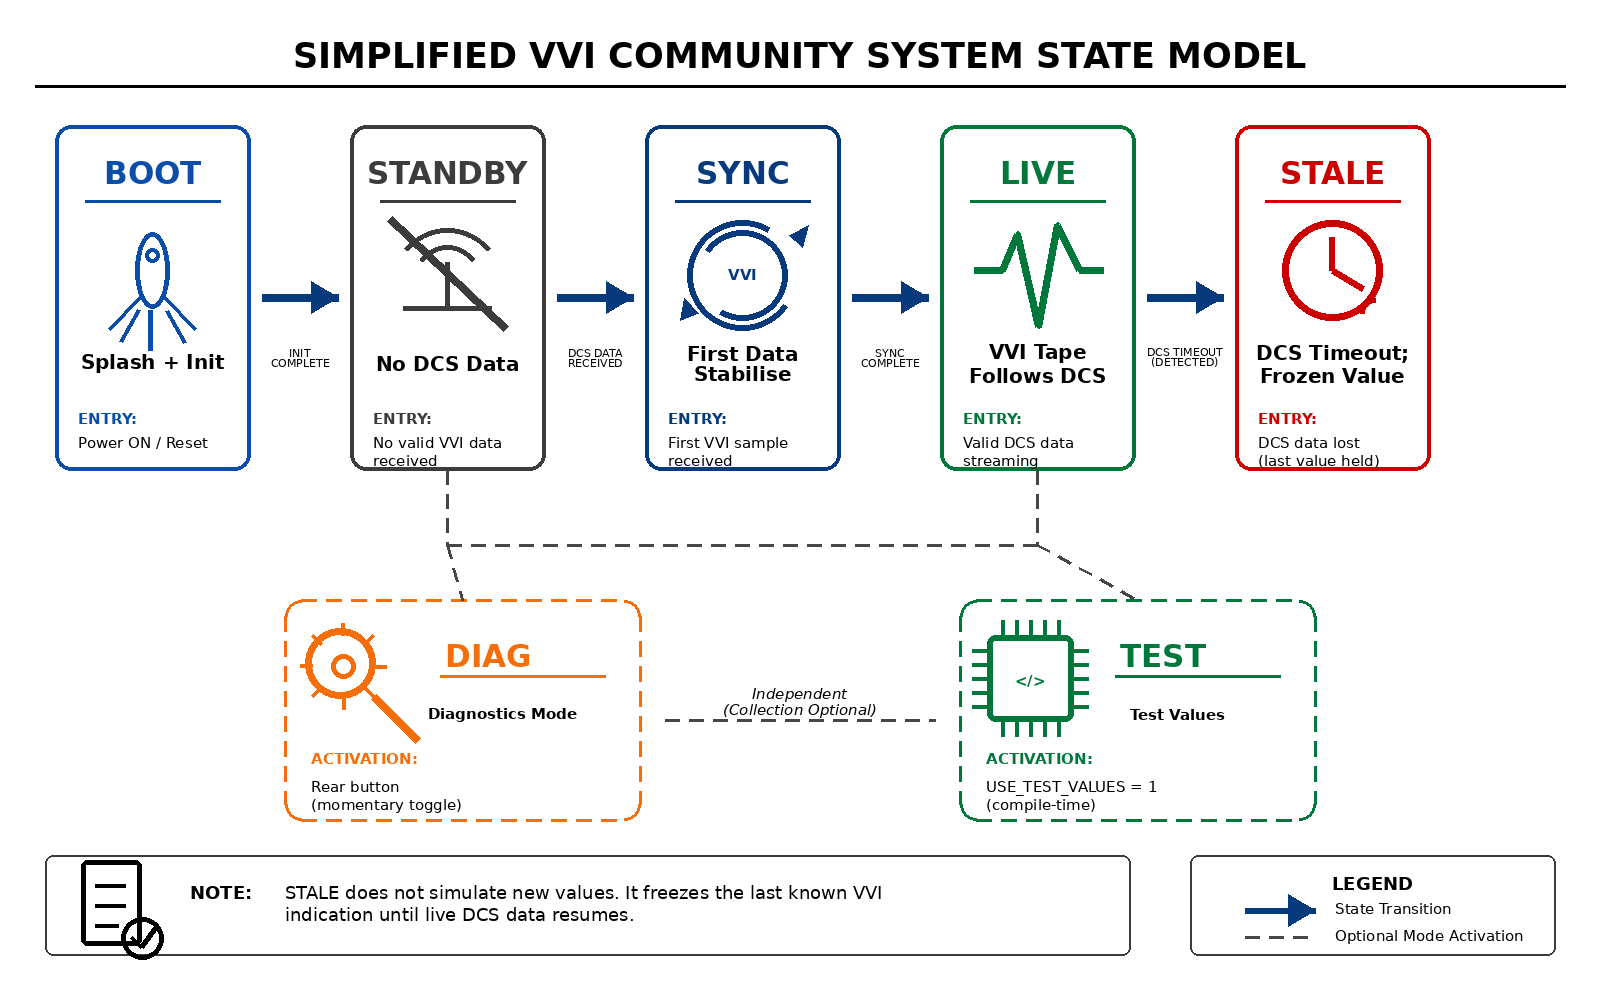 SIMPLIFIED VVI COMMUNITY SYSTEM STATE MODEL
BOOT
Splash + Init
ENTRY:
Power ON / Reset
INIT
COMPLETE
STANDBY
No DCS Data
ENTRY:
No valid VVI data
received
DCS DATA
RECEIVED
SYNC
VVI
First Data
Stabilise
ENTRY:
First VVI sample
received
SYNC
COMPLETE
LIVE
VVI Tape
Follows DCS
ENTRY:
Valid DCS data
streaming
DCS TIMEOUT
(DETECTED)
STALE
DCS Timeout;
Frozen Value
ENTRY:
DCS data lost
(last value held)
DIAG
Diagnostics Mode
ACTIVATION:
Rear button
(momentary toggle)
Independent
(Collection Optional)
TEST
</>
Test Values
ACTIVATION:
USE_TEST_VALUES = 1
(compile-time)
NOTE: STALE does not simulate new values. It freezes the last known VVI
indication until live DCS data resumes.
LEGEND
State Transition
Optional Mode Activation